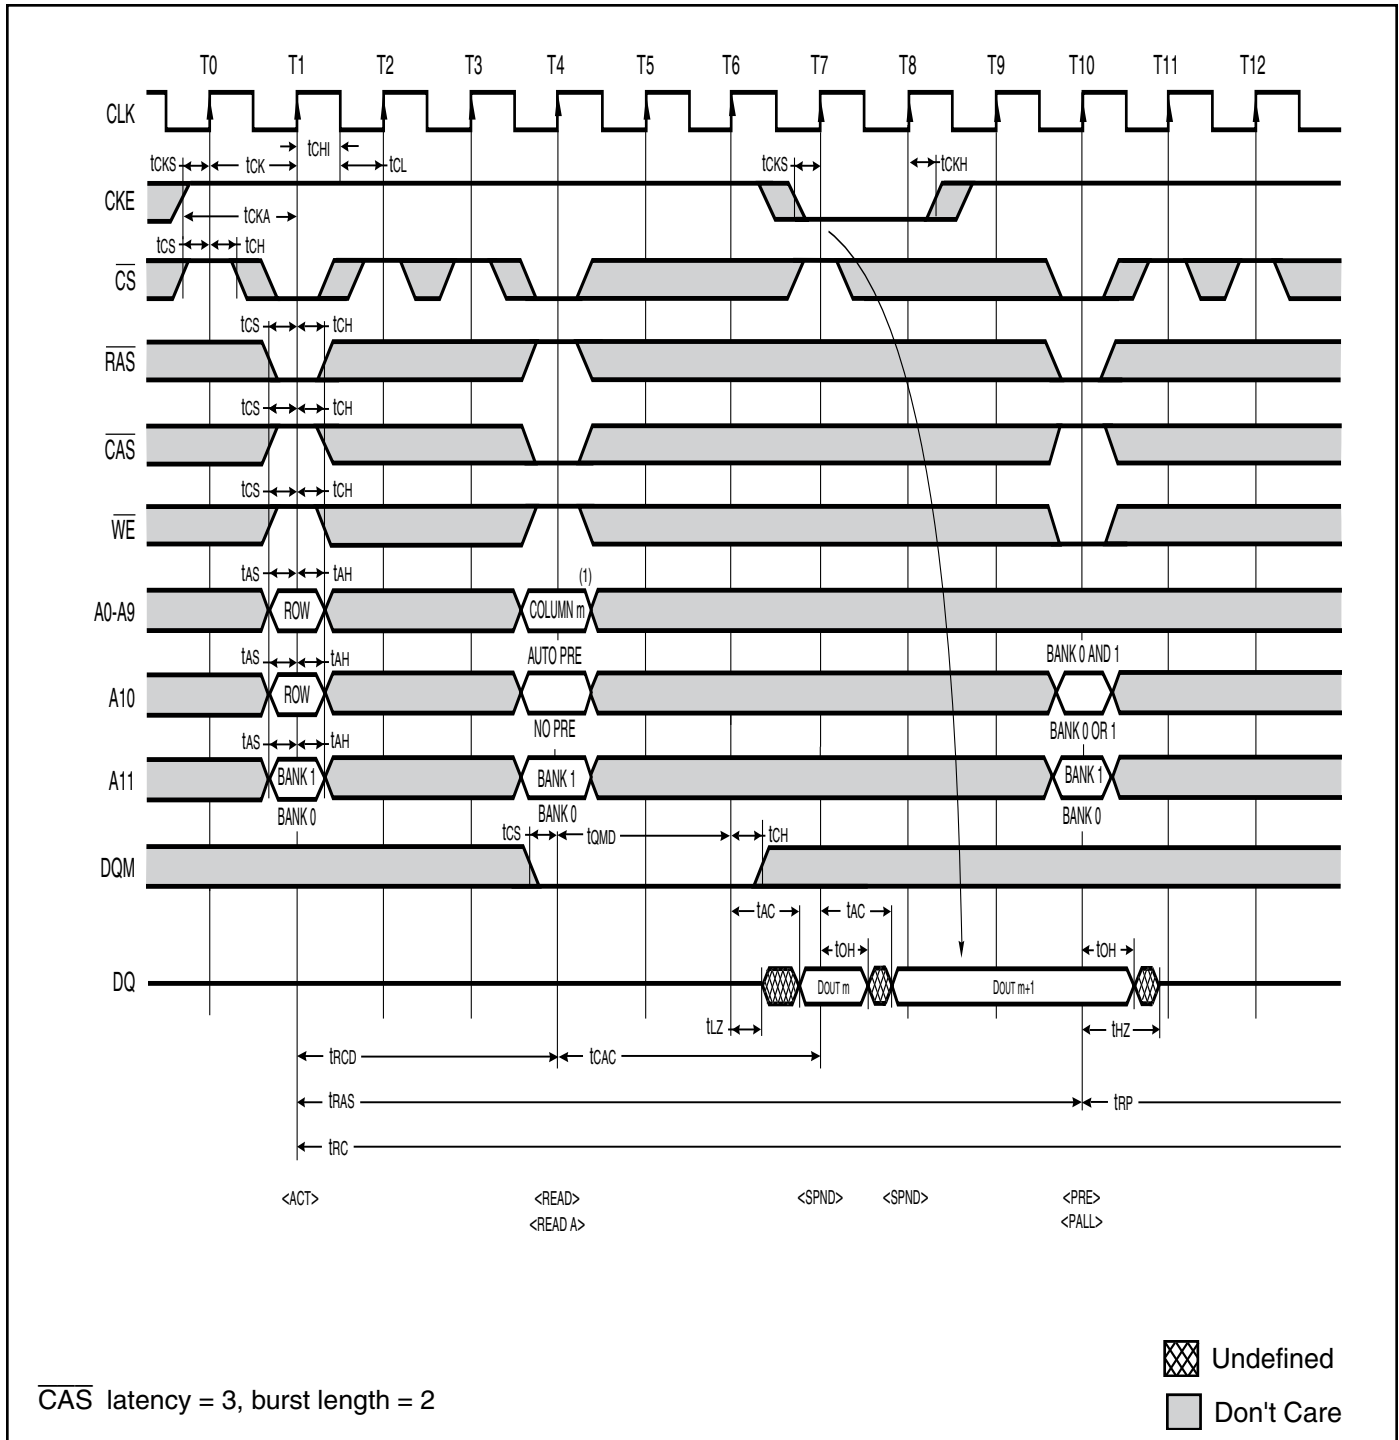 T0 T1 T2 T3 T4 T5 T6 T7 T8 T9 T10 T11 T12
CLK
tCHI
tCKS tCK tCL tCKS tCKH
CKE
tCKA
tCS tCH
CS
tCS tCH
RAS
tCS tCH
CAS
tCS tCH
WE
tAS tAH (1)
A0-A9 ROW COLUMN m
tAS tAH AUTO PRE BANK 0 AND 1
A10 ROW
NO PRE BANK 0 OR 1
tAS tAH
A11 BANK 1 BANK 1 BANK 1
BANK 0 BANK 0 BANK 0
tCS tQMD tCH
DQM
tAC tAC
tOH tOH
DQ DOUT m DOUT m+1
tLZ tHZ
tRCD tCAC
tRAS tRP
tRC
<ACT> <READ> <SPND> <SPND> <PRE>
<READ A> <PALL>
Undefined
CAS latency = 3, burst length = 2
Don't Care